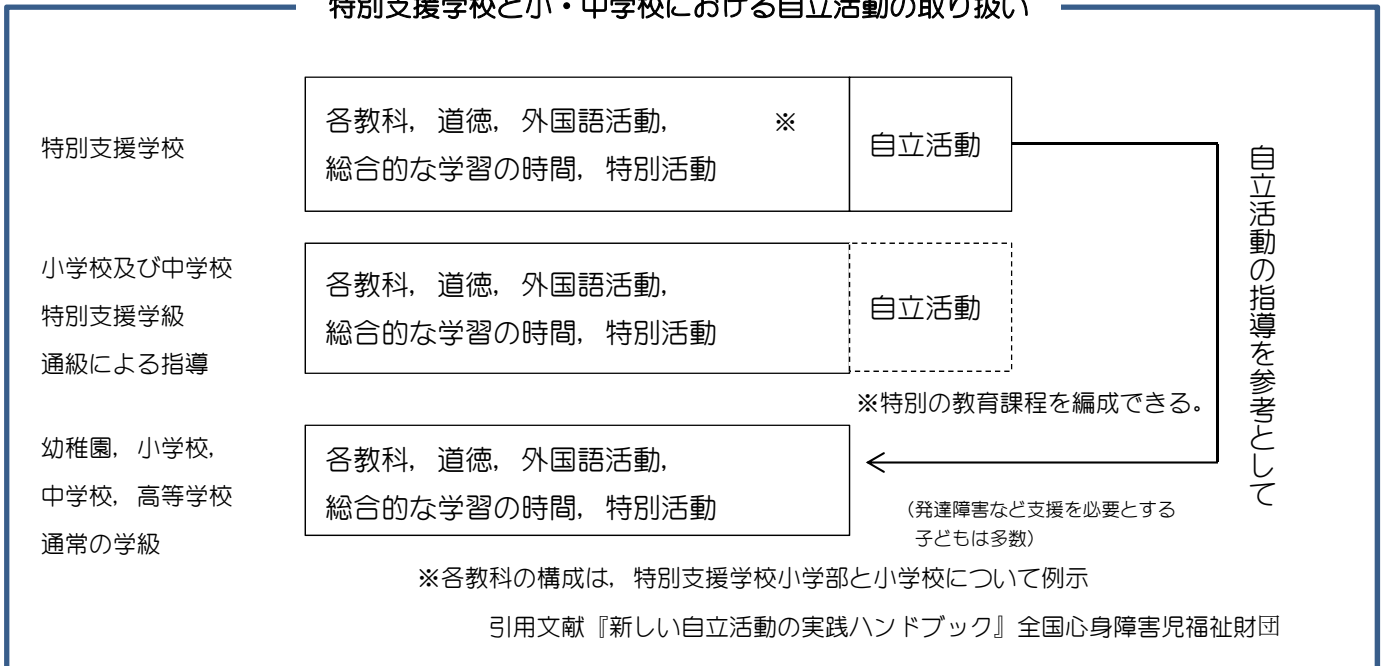 特別支援学校と小・中学校における自立活動の取り扱い
特別支援学校
各教科，道徳，外国語活動，　※
総合的な学習の時間，特別活動
自立活動
小学校及び中学校
特別支援学級
通級による指導
各教科，道徳，外国語活動，
総合的な学習の時間，特別活動
自立活動
※特別の教育課程を編成できる。
幼稚園，小学校，
中学校，高等学校
通常の学級
各教科，道徳，外国語活動，
総合的な学習の時間，特別活動
（発達障害など支援を必要とする
子どもは多数）
自立活動の指導を参考として
※各教科の構成は，特別支援学校小学部と小学校について例示
引用文献『新しい自立活動の実践ハンドブック』全国心身障害児福祉財団